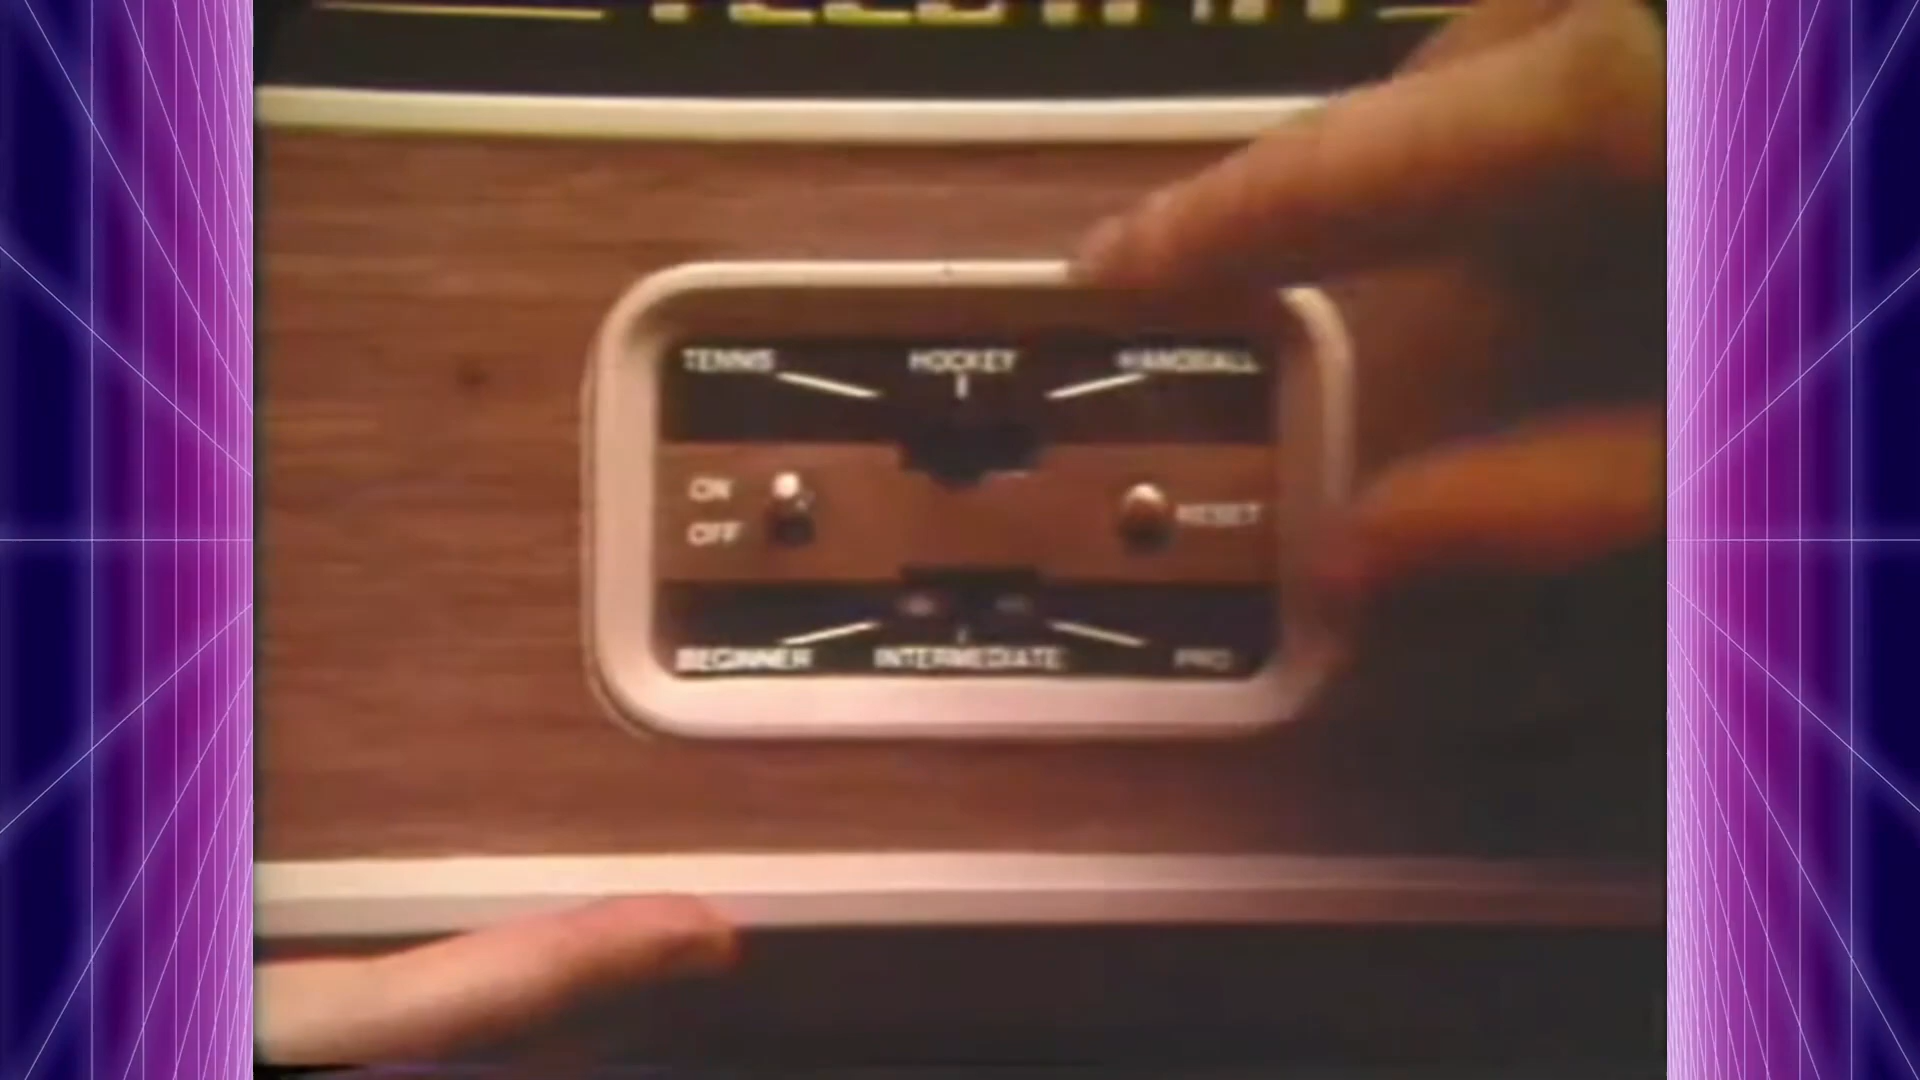 TENNIS HOCKEY HANDBALL
ON
OFF
RESET
BEGINNER INTERMEDIATE PRO